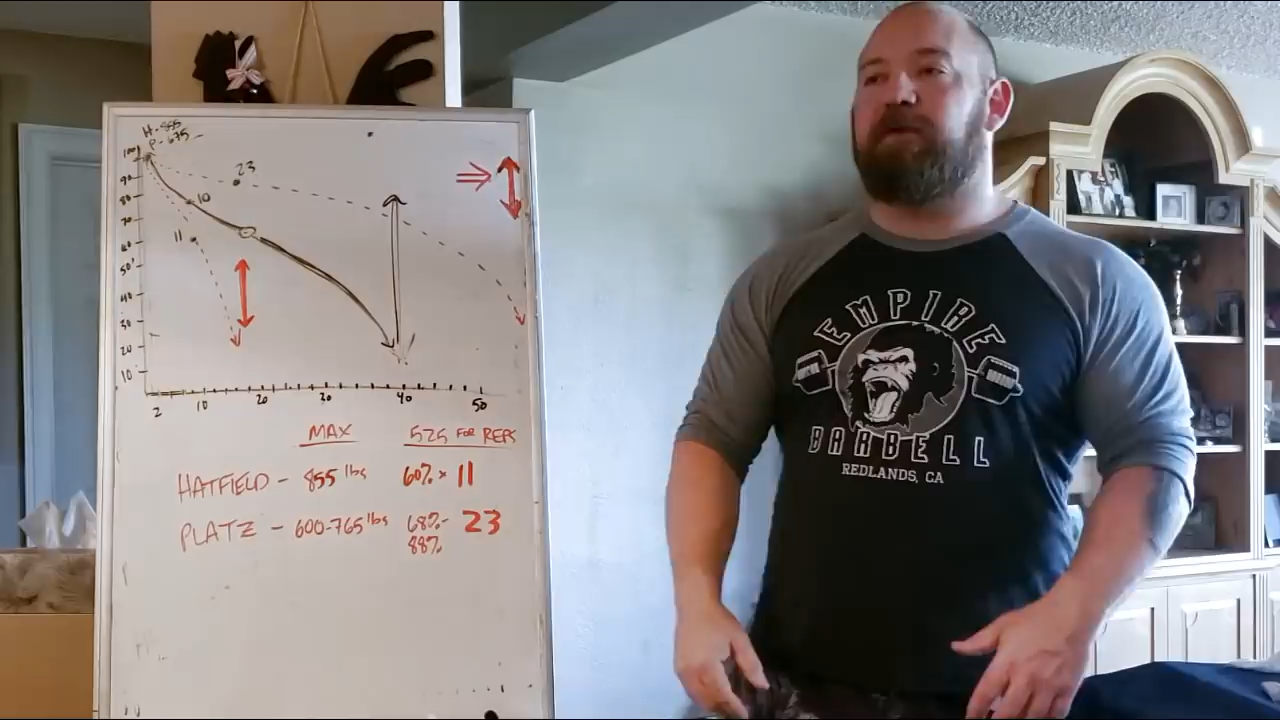 H-855
P-675
100
90
80
70
60
50
40
30
20
10
23
10
11
2 10 20 30 40 50
MAX 525 FOR REPS
HATFIELD - 855 lbs 60% × 11
PLATZ - 600-765 lbs 68%- 23
88%
EMPIRE
BARBELL
REDLANDS, CA